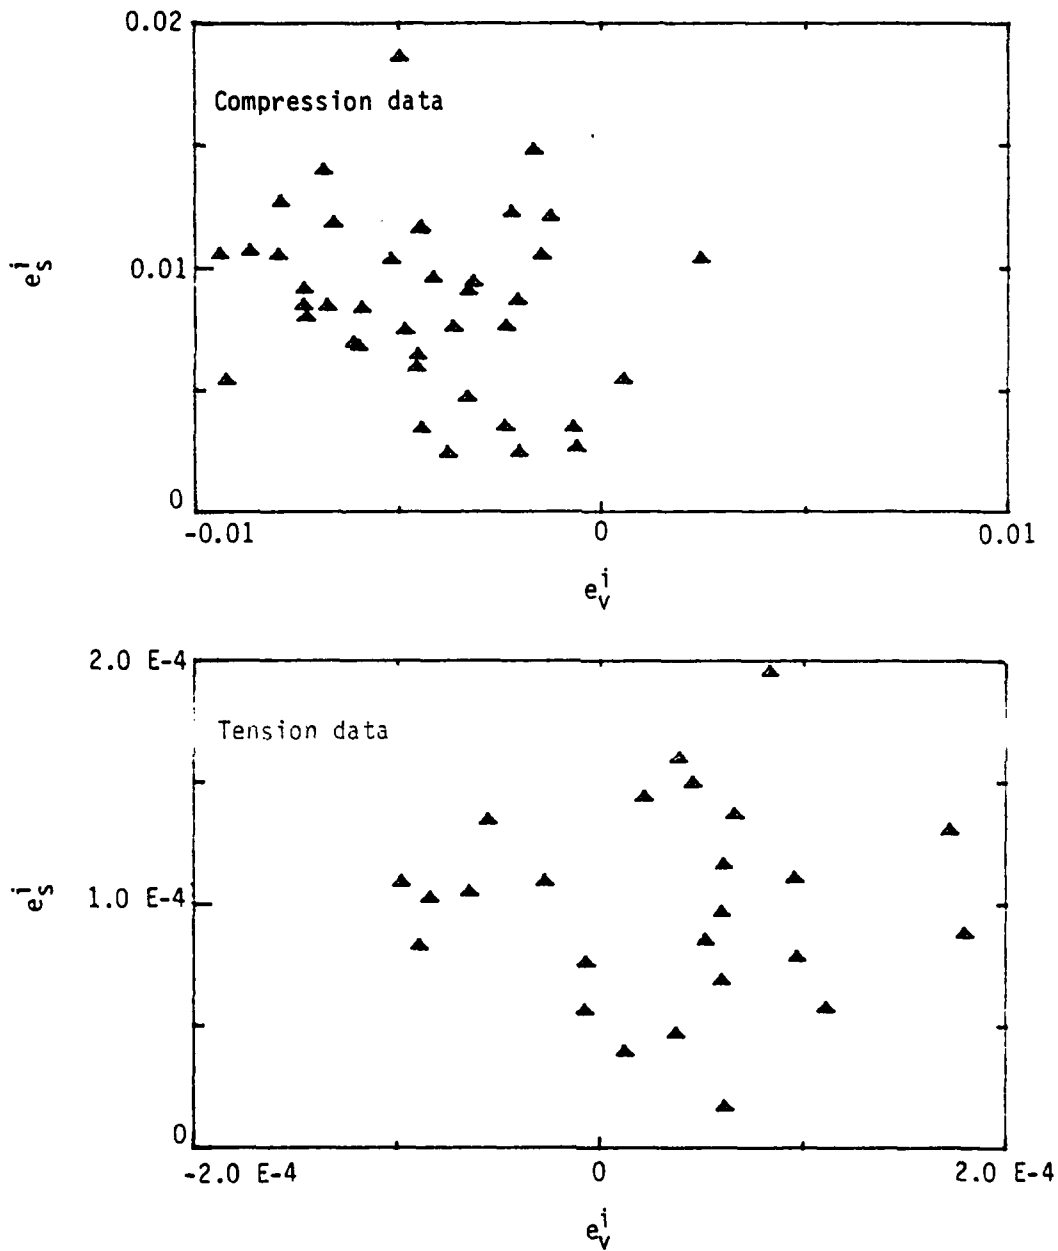 0.02
Compression data
e_s^i
0.01
0
-0.01
0
0.01
e_v^i
2.0 E-4
Tension data
e_s^i
1.0 E-4
0
-2.0 E-4
0
2.0 E-4
e_v^i